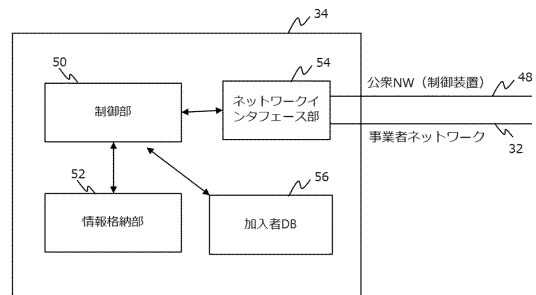 34
50
制御部
54
ネットワークイ
ンタフェース部
公衆NW（制御装置）
48
事業者ネットワーク
32
52
情報格納部
56
加入者DB